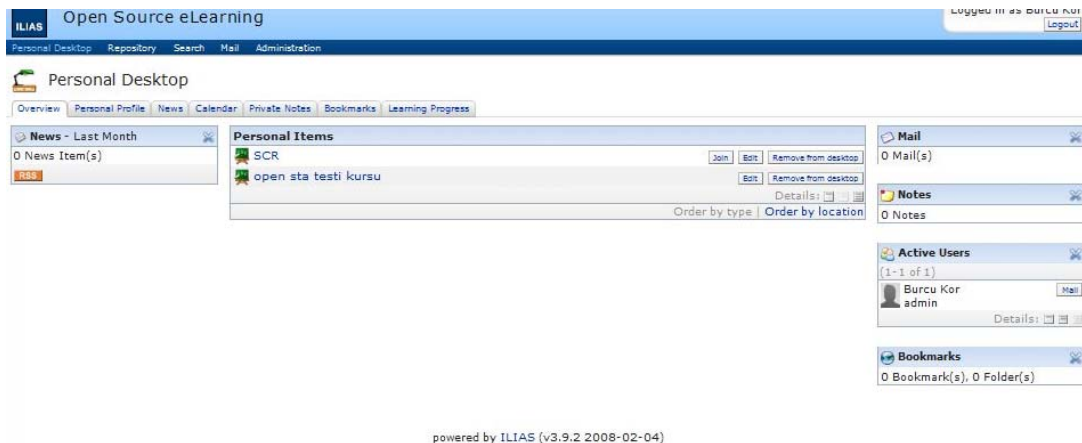 ILIAS Open Source eLearning
Logged in as Burcu Kor
Logout
Personal Desktop Repository Search Mail Administration
Personal Desktop
Overview Personal Profile News Calendar Private Notes Bookmarks Learning Progress
News - Last Month
0 News Item(s)
RSS
Personal Items
SCR Join Edit Remove from desktop
open sta testi kursu Edit Remove from desktop
Details:
Order by type | Order by location
Mail
0 Mail(s)
Notes
0 Notes
Active Users
(1-1 of 1)
Burcu Kor Mail
admin
Details:
Bookmarks
0 Bookmark(s), 0 Folder(s)
powered by ILIAS (v3.9.2 2008-02-04)